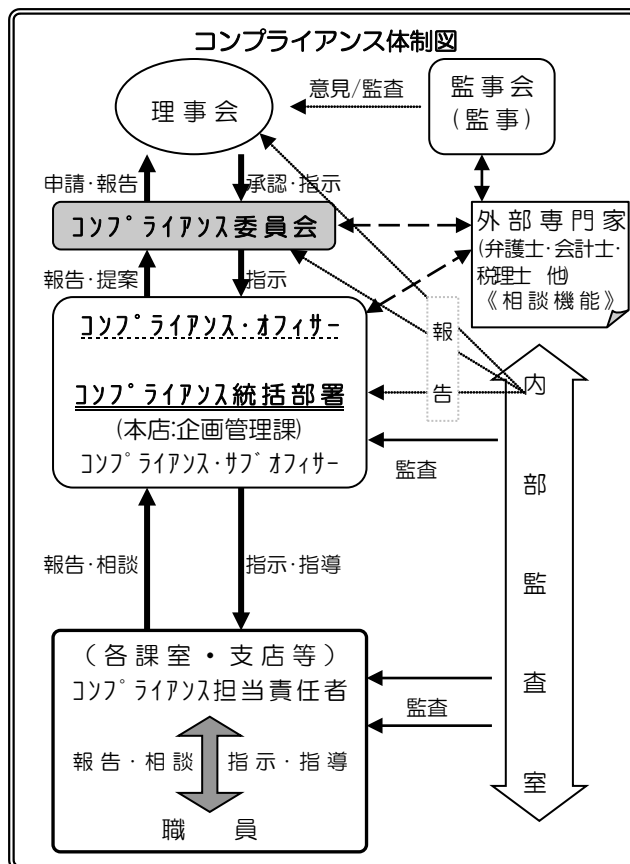 コンプライアンス体制図
理事会
意見/監査
監事会
(監事)
申請・報告
承認・指示
ｺﾝﾌﾟﾗｲｱﾝｽ委員会
外部専門家
(弁護士・会計士・
税理士 他)
《相談機能》
報告・提案
指示
ｺﾝﾌﾟﾗｲｱﾝｽ・ｵﾌｨｻｰ
ｺﾝﾌﾟﾗｲｱﾝｽ統括部署
(本店:企画管理課)
ｺﾝﾌﾟﾗｲｱﾝｽ・ｻﾌﾞｵﾌｨｻｰ
報告
監査
内部監査室
報告・相談
指示・指導
（各課室・支店等）
ｺﾝﾌﾟﾗｲｱﾝｽ担当責任者
監査
報告・相談
指示・指導
職員